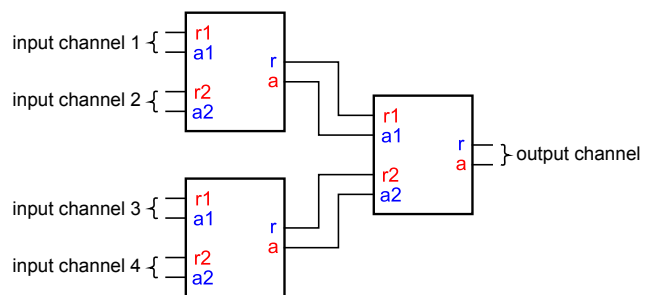 input channel 1
r1
a1
input channel 2
r2
a2
r
a
r1
a1
r2
a2
r
a
output channel
input channel 3
r1
a1
input channel 4
r2
a2
r
a